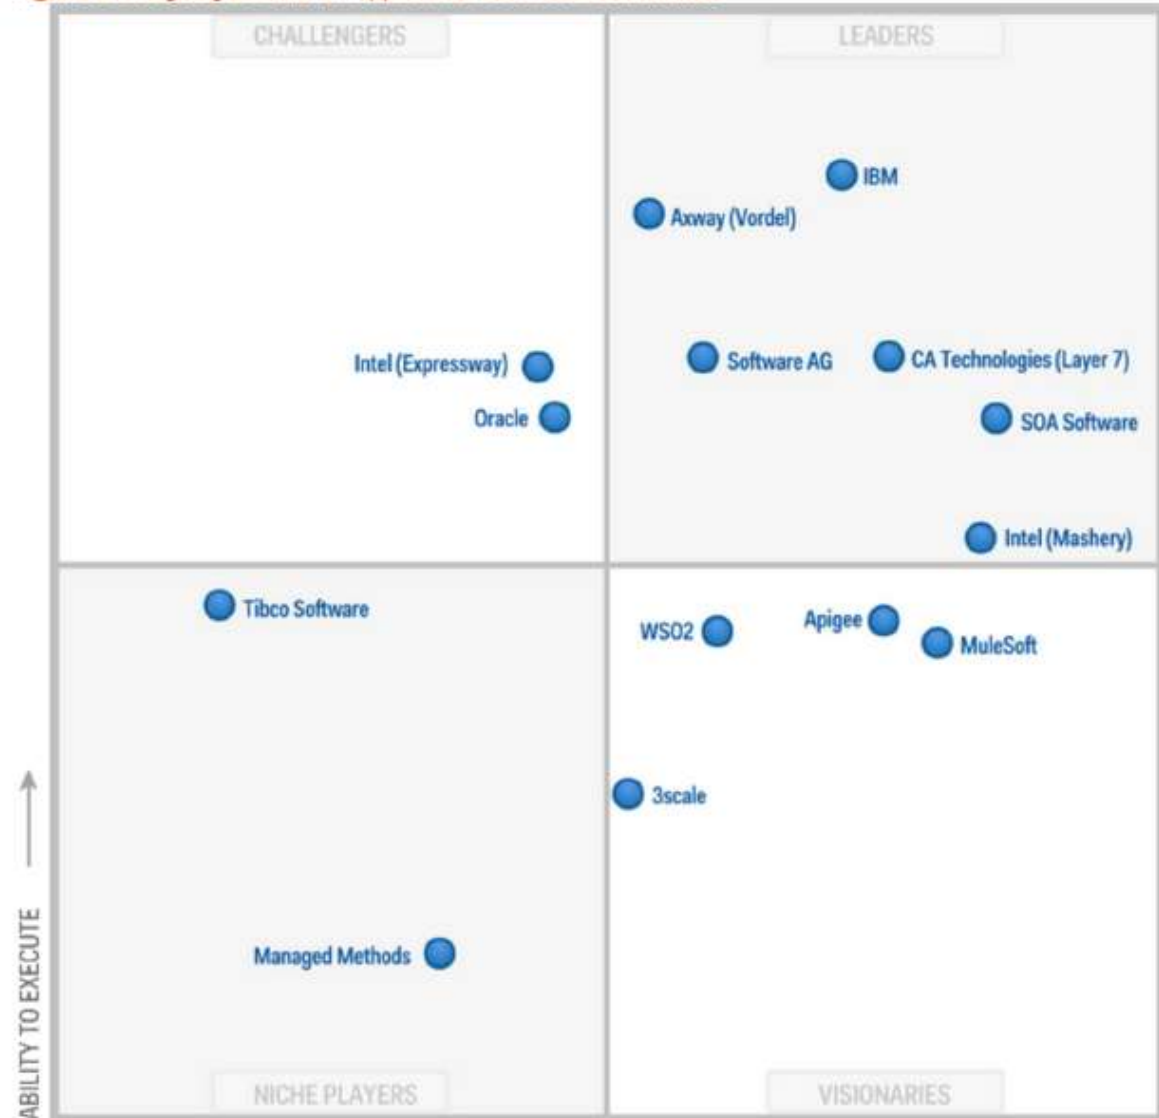 CHALLENGERS
LEADERS
IBM
Axway (Vordel)
Intel (Expressway)
Software AG
CA Technologies (Layer 7)
Oracle
SOA Software
Intel (Mashery)
Tibco Software
WSO2
Apigee
MuleSoft
3scale
Managed Methods
ABILITY TO EXECUTE
NICHE PLAYERS
VISIONARIES